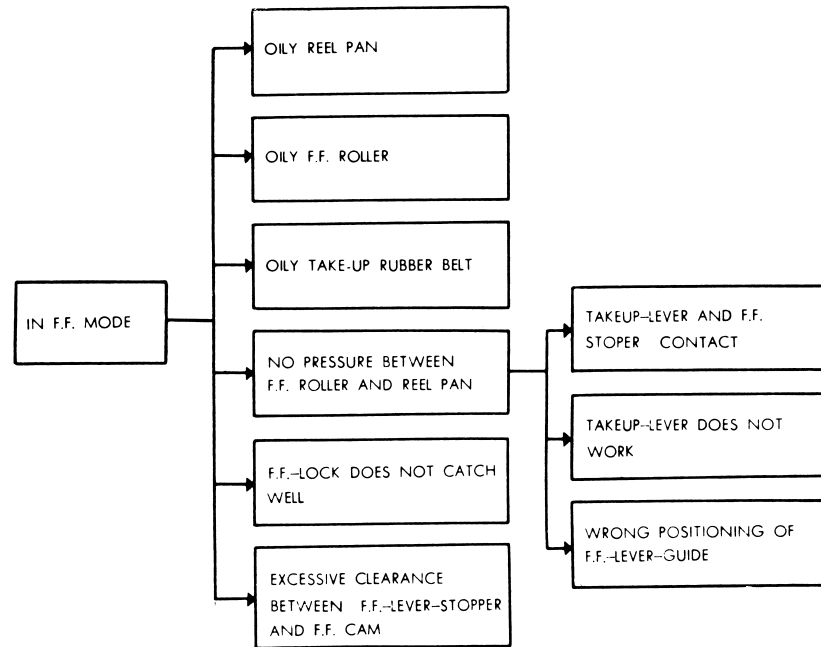 IN F.F. MODE
OILY REEL PAN
OILY F.F. ROLLER
OILY TAKE-UP RUBBER BELT
NO PRESSURE BETWEEN
F.F. ROLLER AND REEL PAN
F.F.-LOCK DOES NOT CATCH
WELL
EXCESSIVE CLEARANCE
BETWEEN F.F.-LEVER-STOPPER
AND F.F. CAM
TAKEUP-LEVER AND F.F.
STOPER CONTACT
TAKEUP-LEVER DOES NOT
WORK
WRONG POSITIONING OF
F.F.-LEVER-GUIDE